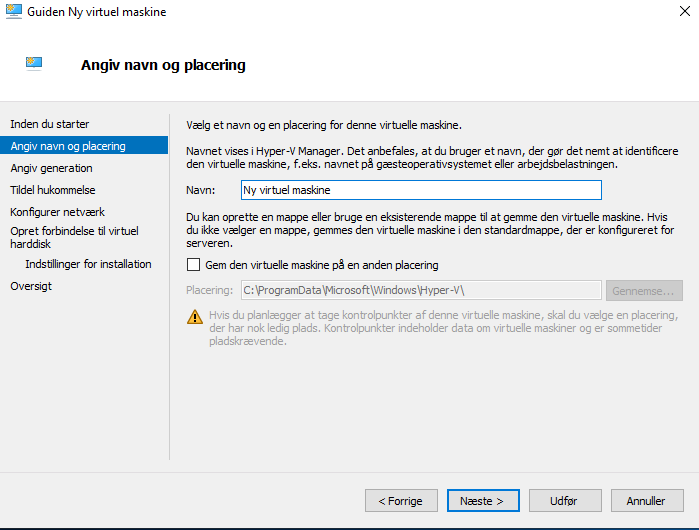 Guiden Ny virtuel maskine
Angiv navn og placering
Inden du starter
Angiv navn og placering
Angiv generation
Tildel hukommelse
Konfigurer netværk
Opret forbindelse til virtuel
harddisk
Indstillinger for installation
Oversigt
Vælg et navn og en placering for denne virtuelle maskine.
Navnet vises i Hyper-V Manager. Det anbefales, at du bruger et navn, der gør det nemt at identificere
den virtuelle maskine, f.eks. navnet på gæsteoperativsystemet eller arbejdsbelastningen.
Navn: Ny virtuel maskine
Du kan oprette en mappe eller bruge en eksisterende mappe til at gemme den virtuelle maskine. Hvis
du ikke vælger en mappe, gemmes den virtuelle maskine i den standardmappe, der er konfigureret for
serveren.
Gem den virtuelle maskine på en anden placering
Placering: C:\ProgramData\Microsoft\Windows\Hyper-V\ Gennemse...
Hvis du planlægger at tage kontrolpunkter af denne virtuelle maskine, skal du vælge en placering,
der har nok ledig plads. Kontrolpunkter indeholder data om virtuelle maskiner og er sommetider
pladskrævende.
< Forrige Næste > Udfør Annuller